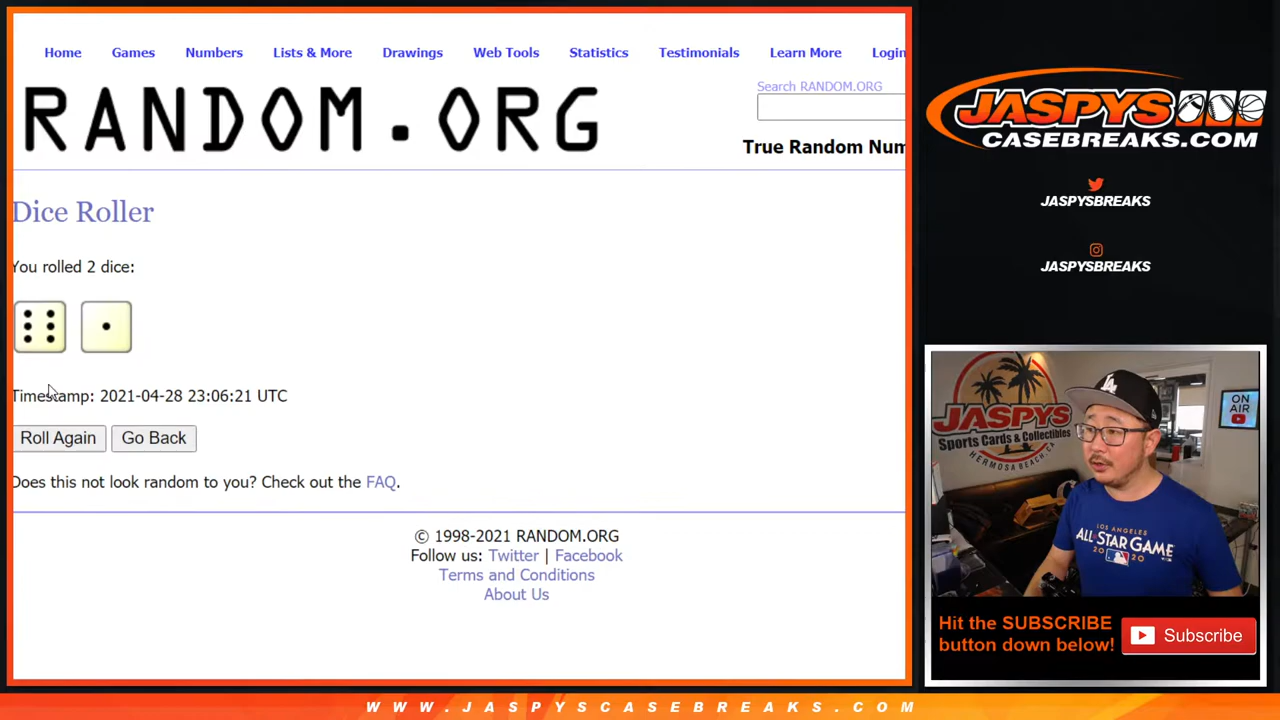 Home Games Numbers Lists & More Drawings Web Tools Statistics Testimonials Learn More Login
Search RANDOM.ORG
RANDOM.ORG
True Random Num
Dice Roller
You rolled 2 dice:
Timestamp: 2021-04-28 23:06:21 UTC
Roll Again Go Back
Does this not look random to you? Check out the FAQ.
© 1998-2021 RANDOM.ORG
Follow us: Twitter | Facebook
Terms and Conditions
About Us
JASPYS
CASEBREAKS.COM
JASPYSBREAKS
JASPYSBREAKS
JASPYS
Sports Cards & Collectibles
HERMOSA BEACH, CA
ON
AIR
LA
LOS ANGELES
ALL-STAR GAME
2020
Hit the SUBSCRIBE
button down below!
Subscribe
WWW.JASPYSCASEBREAKS.COM